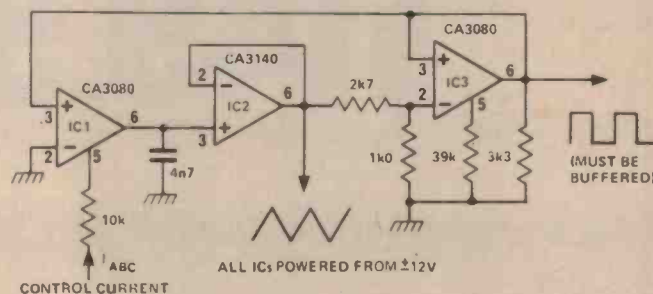 CA3080
CA3140
CA3080
+
3
IC1
6
-
2
5
2
-
IC2
6
+
3
2k7
+
3
IC3
6
-
2
5
4n7
1k0
39k
3k3
10k
I ABC
CONTROL CURRENT
ALL ICs POWERED FROM ±12V
(MUST BE
BUFFERED)